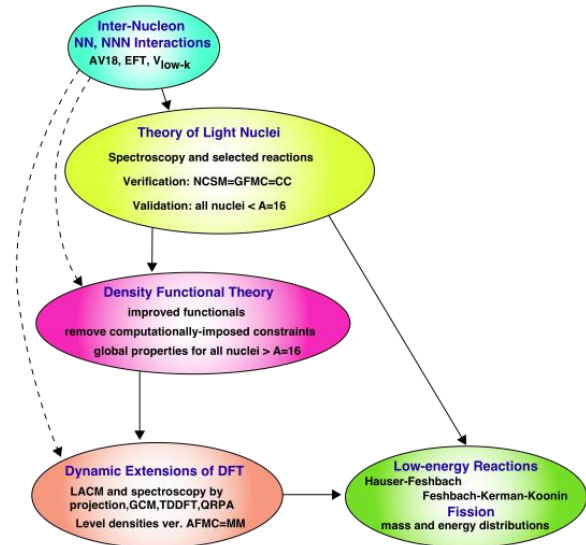 Inter-Nucleon
NN, NNN Interactions
AV18, EFT, Vlow-k
Theory of Light Nuclei
Spectroscopy and selected reactions
Verification: NCSM=GFMC=CC
Validation: all nuclei < A=16
Density Functional Theory
improved functionals
remove computationally-imposed constraints
global properties for all nuclei > A=16
Dynamic Extensions of DFT
LACM and spectroscopy by
projection,GCM,TDDFT,QRPA
Level densities ver. AFMC=MM
Low-energy Reactions
Hauser-Feshbach
Feshbach-Kerman-Koonin
Fission
mass and energy distributions